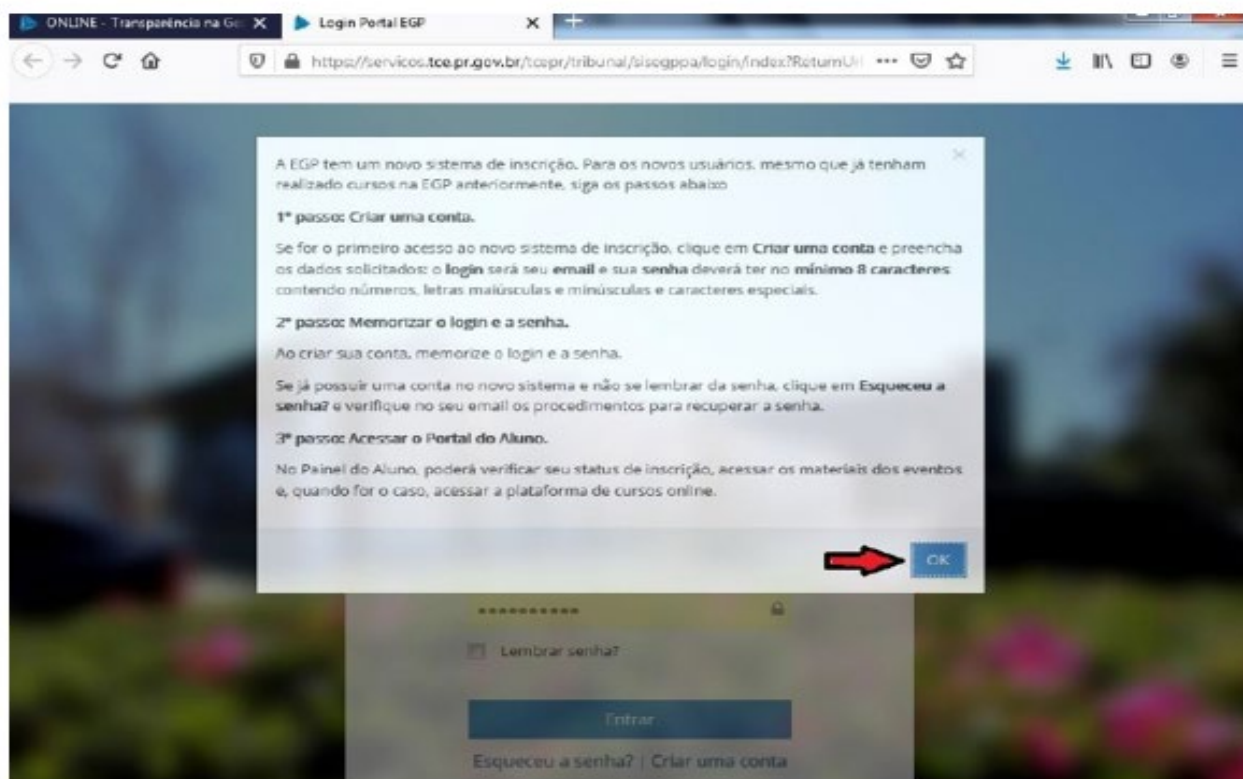 ONLINE - Transparência na Ge
Login Portal EGP
https://servicos.tce.pr.gov.br/tcepr/tribunal/sisegppa/login/index?ReturnU
A EGP tem um novo sistema de inscrição. Para os novos usuários, mesmo que já tenham
realizado cursos na EGP anteriormente, siga os passos abaixo
1º passo: Criar uma conta.
Se for o primeiro acesso ao novo sistema de inscrição, clique em Criar uma conta e preencha
os dados solicitados: o login será seu email e sua senha deverá ter no mínimo 8 caracteres
contendo números, letras maiúsculas e minúsculas e caracteres especiais.
2º passo: Memorizar o login e a senha.
Ao criar sua conta, memorize o login e a senha.
Se já possuir uma conta no novo sistema e não se lembrar da senha, clique em Esqueceu a
senha? e verifique no seu email os procedimentos para recuperar a senha.
3º passo: Acessar o Portal do Aluno.
No Painel do Aluno, poderá verificar seu status de inscrição, acessar os materiais dos eventos
e, quando for o caso, acessar a plataforma de cursos online.
OK
Lembrar senha?
Entrar
Esqueceu a senha? | Criar uma conta